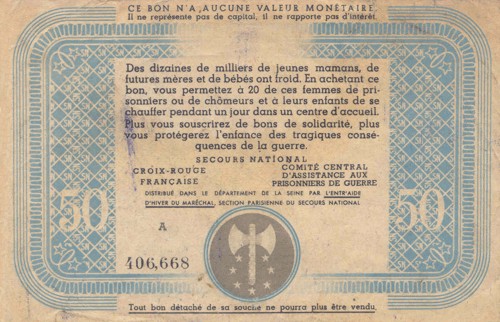 CE BON N'A AUCUNE VALEUR MONÉTAIRE.
Il ne représente pas de capital, il ne rapporte pas d'intérêt.
Des dizaines de milliers de jeunes mamans, de
futures mères et de bébés ont froid. En achetant ce
bon, vous permettez à 20 de ces femmes de pri-
sonniers ou de chômeurs et à leurs enfants de se
chauffer pendant un jour dans un centre d'accueil.
Plus vous souscrirez de bons de solidarité, plus
vous protégerez l'enfance des tragiques consé-
quences de la guerre.
SECOURS NATIONAL
CROIX-ROUGE
FRANÇAISE
COMITÉ CENTRAL
D'ASSISTANCE AUX
PRISONNIERS DE GUERRE
DISTRIBUÉ DANS LE DÉPARTEMENT DE LA SEINE PAR L'ENTR'AIDE
D'HIVER DU MARÉCHAL, SECTION PARISIENNE DU SECOURS NATIONAL
50
50
A
406,668
Tout bon détaché de sa souche ne pourra plus être vendu.